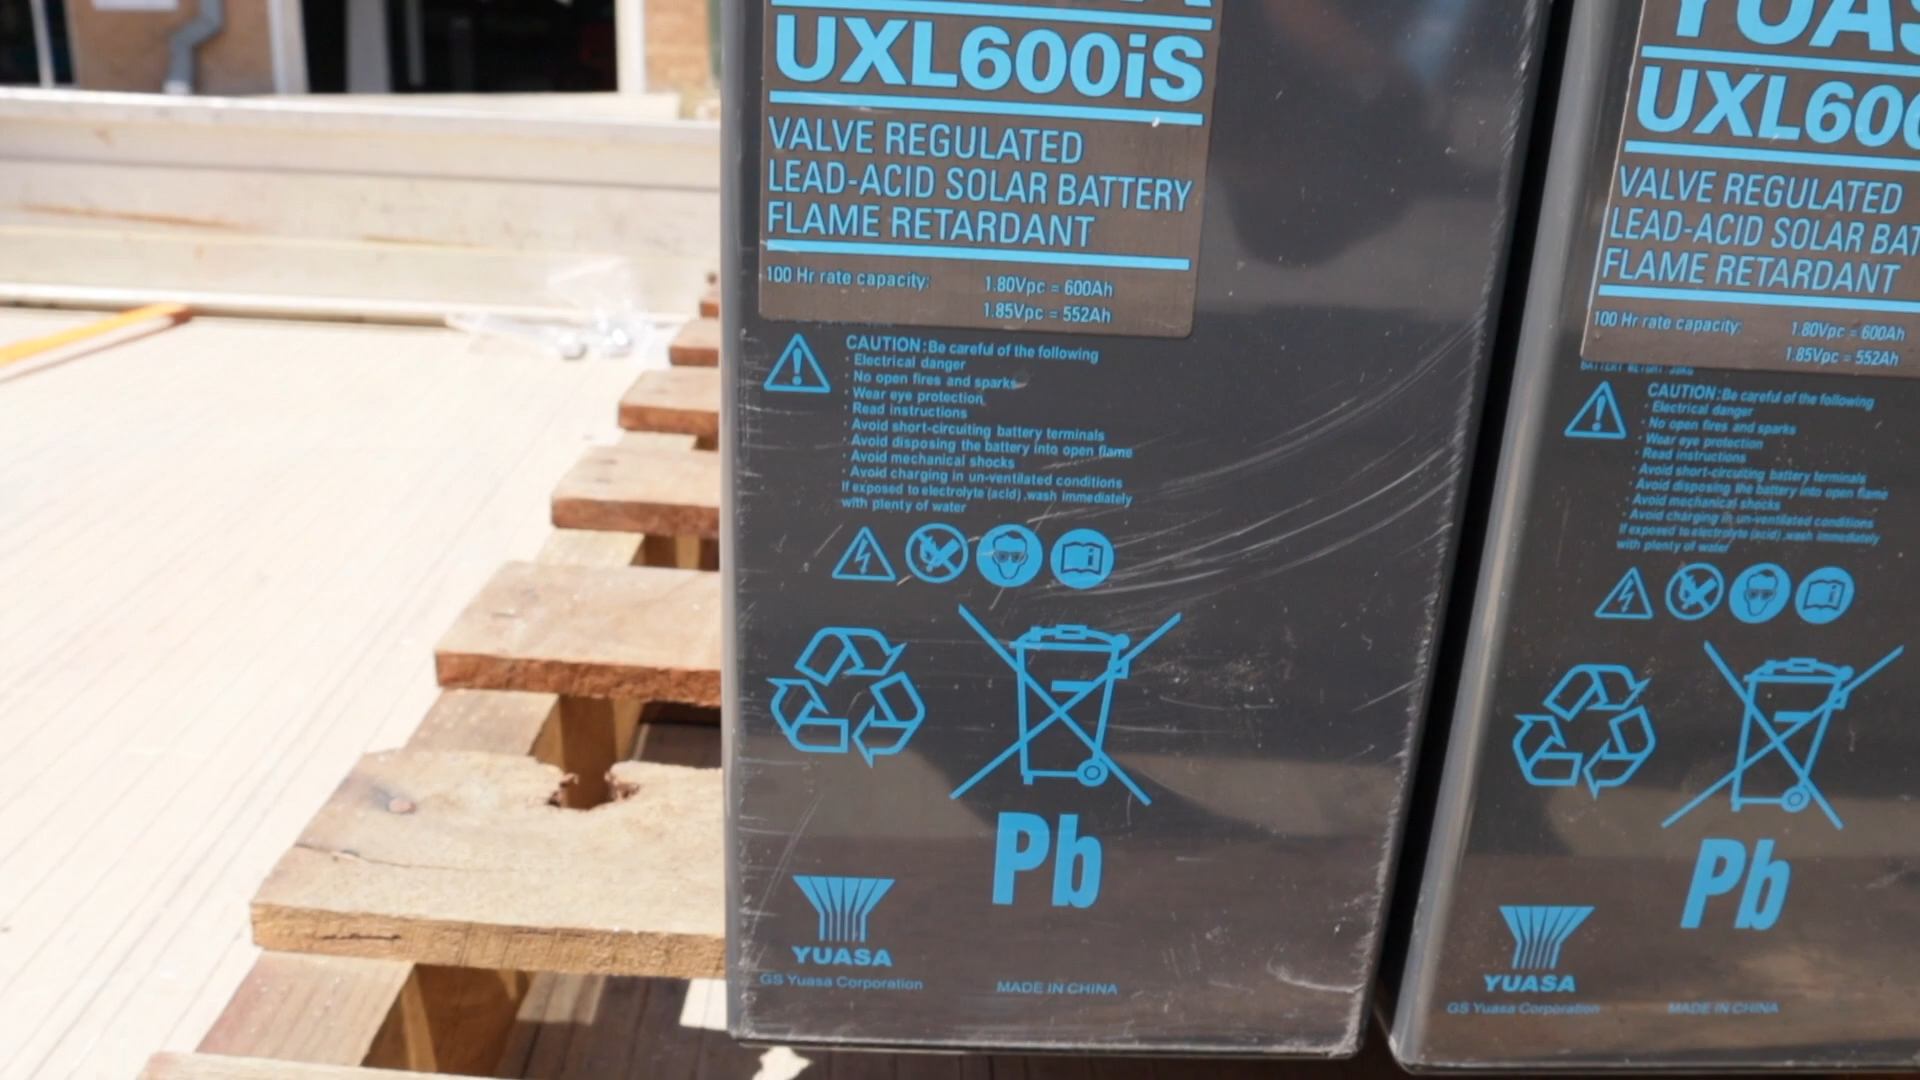 UXL600iS
VALVE REGULATED
LEAD-ACID SOLAR BATTERY
FLAME RETARDANT
100 Hr rate capacity: 1.80Vpc = 600Ah
1.85Vpc = 552Ah
CAUTION:Be careful of the following
· Electrical danger
· No open fires and sparks
· Wear eye protection
· Read instructions
· Avoid short-circuiting battery terminals
· Avoid disposing the battery into open flame
· Avoid mechanical shocks
· Avoid charging in un-ventilated conditions
If exposed to electrolyte (acid) ,wash immediately
with plenty of water
Pb
YUASA
GS Yuasa Corporation
MADE IN CHINA
YUAS
UXL600
VALVE REGULATED
LEAD-ACID SOLAR BAT
FLAME RETARDANT
100 Hr rate capacity: 1.80Vpc = 600Ah
1.85Vpc = 552Ah
CAUTION:Be careful of the following
· Electrical danger
· No open fires and sparks
· Wear eye protection
· Read instructions
· Avoid short-circuiting battery terminals
· Avoid disposing the battery into open flame
· Avoid mechanical shocks
· Avoid charging in un-ventilated conditions
If exposed to electrolyte (acid) ,wash immediately
with plenty of water
Pb
YUASA
GS Yuasa Corporation
MADE IN CHINA